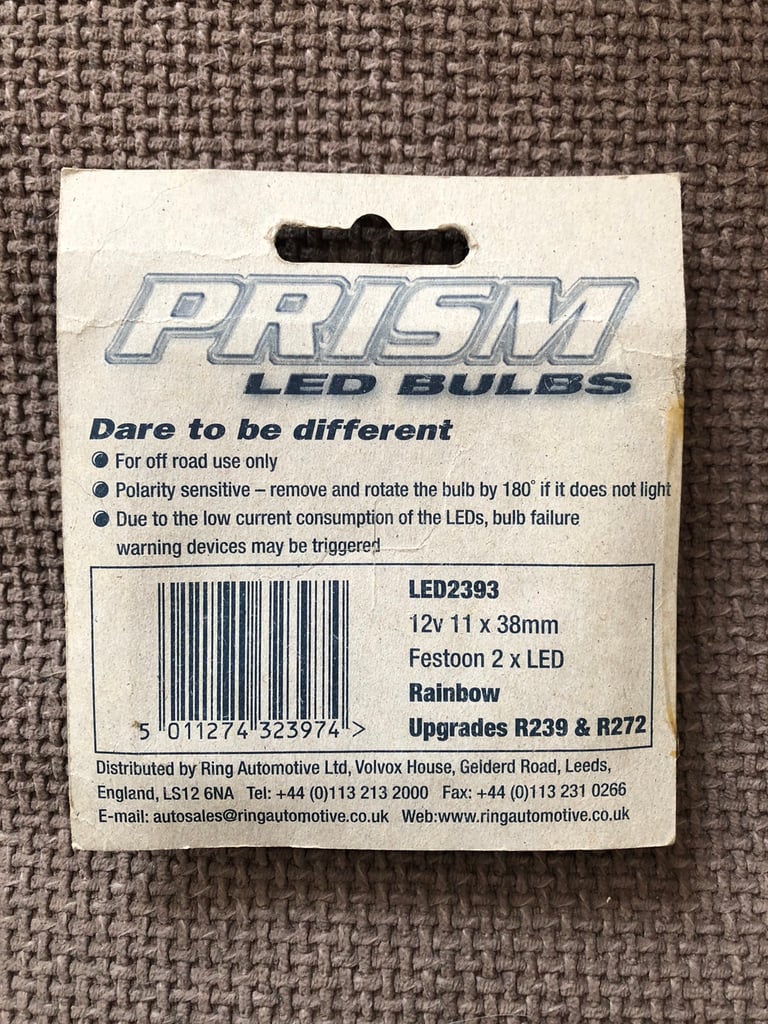 PRISM
LED BULBS
Dare to be different
For off road use only
Polarity sensitive – remove and rotate the bulb by 180° if it does not light
Due to the low current consumption of the LEDs, bulb failure
warning devices may be triggered
LED2393
12v 11 x 38mm
Festoon 2 x LED
Rainbow
Upgrades R239 & R272
5 011274 323974 >
Distributed by Ring Automotive Ltd, Volvox House, Gelderd Road, Leeds,
England, LS12 6NA Tel: +44 (0)113 213 2000 Fax: +44 (0)113 231 0266
E-mail: autosales@ringautomotive.co.uk Web:www.ringautomotive.co.uk